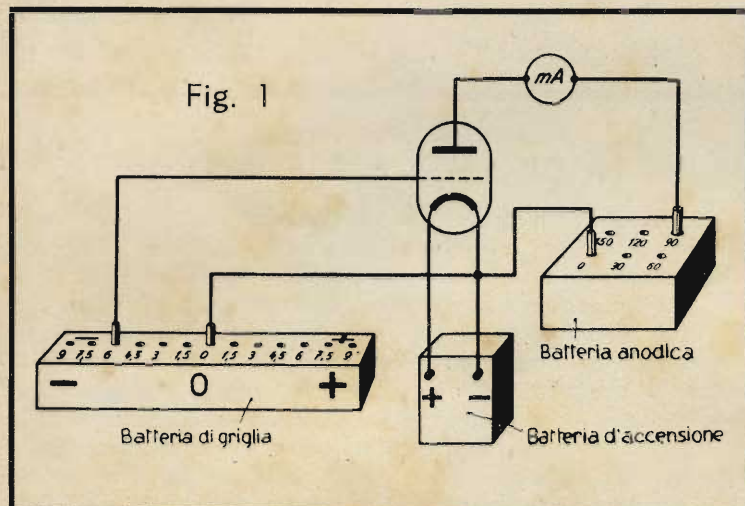 Fig. 1
mA
150 120 90
0 30 60
Batteria anodica
− +
9 7,5 6 4,5 3 1,5 0 1,5 3 4,5 6 7,5 9
− 0 +
+ −
Batteria di griglia
Batteria d'accensione